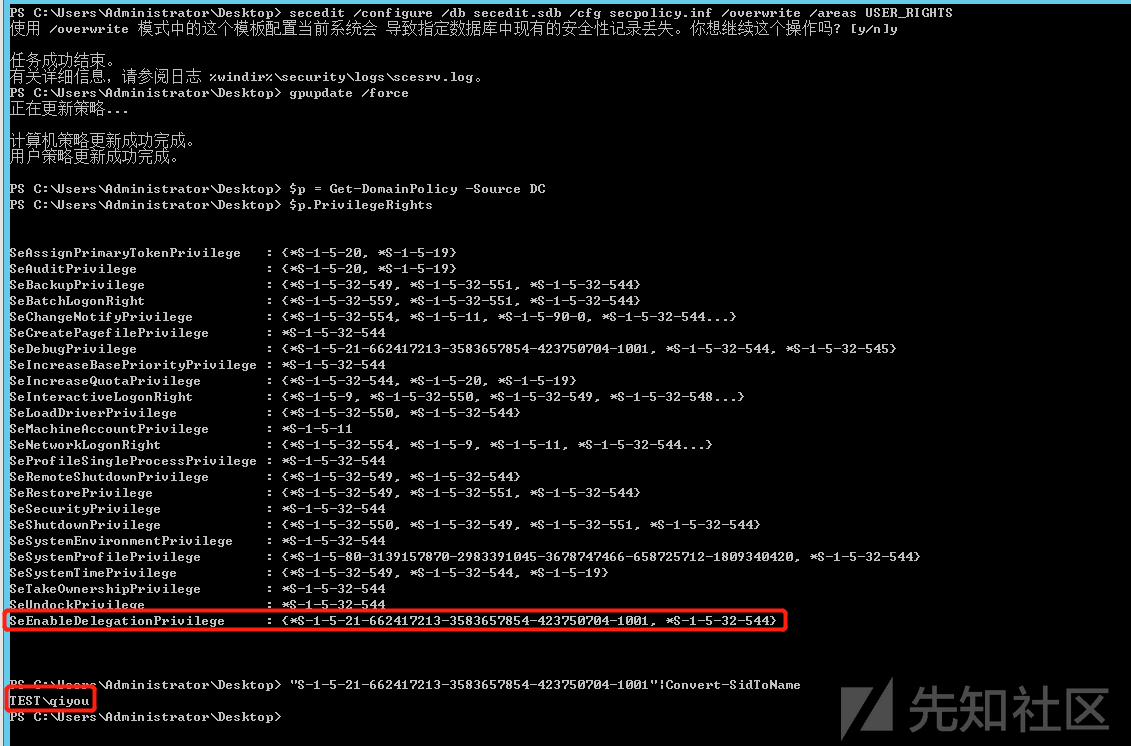 PS C:\Users\Administrator\Desktop> secedit /configure /db secedit.sdb /cfg secpolicy.inf /overwrite /areas USER_RIGHTS
使用 /overwrite 模式中的这个模板配置当前系统会 导致指定数据库中现有的安全性记录丢失。你想继续这个操作吗? [y/n]y
任务成功结束。
有关详细信息，请参阅日志 %windir%\security\logs\scesrv.log。
PS C:\Users\Administrator\Desktop> gpupdate /force
正在更新策略...
计算机策略更新成功完成。
用户策略更新成功完成。
PS C:\Users\Administrator\Desktop> $p = Get-DomainPolicy -Source DC
PS C:\Users\Administrator\Desktop> $p.PrivilegeRights
SeAssignPrimaryTokenPrivilege : {*S-1-5-20, *S-1-5-19}
SeAuditPrivilege : {*S-1-5-20, *S-1-5-19}
SeBackupPrivilege : {*S-1-5-32-549, *S-1-5-32-551, *S-1-5-32-544}
SeBatchLogonRight : {*S-1-5-32-559, *S-1-5-32-551, *S-1-5-32-544}
SeChangeNotifyPrivilege : {*S-1-5-32-554, *S-1-5-11, *S-1-5-90-0, *S-1-5-32-544...}
SeCreatePagefilePrivilege : *S-1-5-32-544
SeDebugPrivilege : {*S-1-5-21-662417213-3583657854-423750704-1001, *S-1-5-32-544, *S-1-5-32-545}
SeIncreaseBasePriorityPrivilege : *S-1-5-32-544
SeIncreaseQuotaPrivilege : {*S-1-5-32-544, *S-1-5-20, *S-1-5-19}
SeInteractiveLogonRight : {*S-1-5-9, *S-1-5-32-550, *S-1-5-32-549, *S-1-5-32-548...}
SeLoadDriverPrivilege : {*S-1-5-32-550, *S-1-5-32-544}
SeMachineAccountPrivilege : *S-1-5-11
SeNetworkLogonRight : {*S-1-5-32-554, *S-1-5-9, *S-1-5-11, *S-1-5-32-544...}
SeProfileSingleProcessPrivilege : *S-1-5-32-544
SeRemoteShutdownPrivilege : {*S-1-5-32-549, *S-1-5-32-544}
SeRestorePrivilege : {*S-1-5-32-549, *S-1-5-32-551, *S-1-5-32-544}
SeSecurityPrivilege : *S-1-5-32-544
SeShutdownPrivilege : {*S-1-5-32-550, *S-1-5-32-549, *S-1-5-32-551, *S-1-5-32-544}
SeSystemEnvironmentPrivilege : *S-1-5-32-544
SeSystemProfilePrivilege : {*S-1-5-80-3139157870-2983391045-3678747466-658725712-1809340420, *S-1-5-32-544}
SeSystemTimePrivilege : {*S-1-5-32-549, *S-1-5-32-544, *S-1-5-19}
SeTakeOwnershipPrivilege : *S-1-5-32-544
SeUndockPrivilege : *S-1-5-32-544
SeEnableDelegationPrivilege : {*S-1-5-21-662417213-3583657854-423750704-1001, *S-1-5-32-544}
PS C:\Users\Administrator\Desktop> "S-1-5-21-662417213-3583657854-423750704-1001"|Convert-SidToName
TEST\qiyou
PS C:\Users\Administrator\Desktop>
先知社区